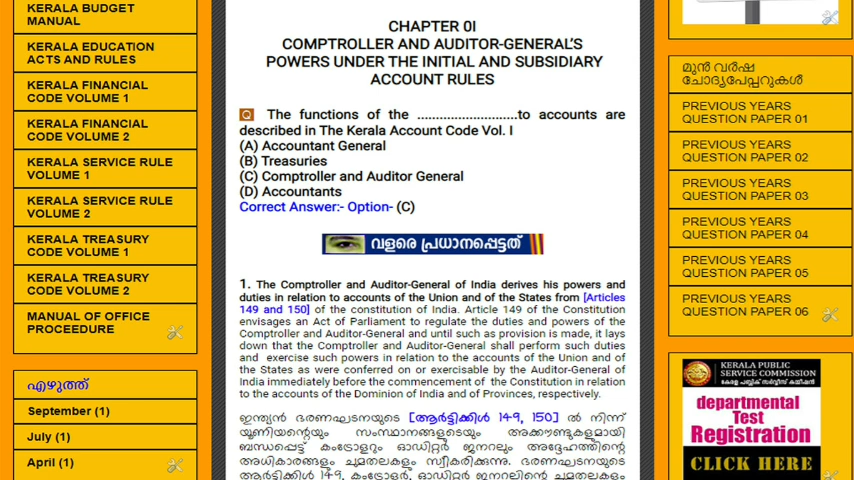 KERALA BUDGET
MANUAL
KERALA EDUCATION
ACTS AND RULES
KERALA FINANCIAL
CODE VOLUME 1
KERALA FINANCIAL
CODE VOLUME 2
KERALA SERVICE RULE
VOLUME 1
KERALA SERVICE RULE
VOLUME 2
KERALA TREASURY
CODE VOLUME 1
KERALA TREASURY
CODE VOLUME 2
MANUAL OF OFFICE
PROCEEDURE
എഴുത്ത്
September (1)
July (1)
April (1)
CHAPTER 0I
COMPTROLLER AND AUDITOR-GENERAL’S
POWERS UNDER THE INITIAL AND SUBSIDIARY
ACCOUNT RULES
Q The functions of the ............................to accounts are
described in The Kerala Account Code Vol. I
(A) Accountant General
(B) Treasuries
(C) Comptroller and Auditor General
(D) Accountants
Correct Answer:- Option- (C)
വളരെ പ്രധാനപ്പെട്ടത്
1. The Comptroller and Auditor-General of India derives his powers and
duties in relation to accounts of the Union and of the States from [Articles
149 and 150] of the constitution of India. Article 149 of the Constitution
envisages an Act of Parliament to regulate the duties and powers of the
Comptroller and Auditor-General and until such as provision is made, it lays
down that the Comptroller and Auditor-General shall perform such duties
and exercise such powers in relation to the accounts of the Union and of
the States as were conferred on or exercisable by the Auditor-General of
India immediately before the commencement of the Constitution in relation
to the accounts of the Dominion of India and of Provinces, respectively.
ഇന്ത്യൻ ഭരണഘടനയുടെ [ആർട്ടിക്കിൾ 149, 150] ൽ നിന്ന്
യൂണിയന്റെയും സംസ്ഥാനങ്ങളുടെയും അക്കൗണ്ടുകളുമായി
ബന്ധപ്പെട്ട് കംട്രോളറും ഓഡിറ്റർ ജനറലും അദ്ദേഹത്തിന്റെ
അധികാരങ്ങളും ചുമതലകളും സ്വീകരിക്കുന്നു. ഭരണഘടനയുടെ
ആർട്ടിക്കിൾ 149, കംട്രോളർ, ഓഡിറ്റർ ജനറലിന്റെ ചുമതലകളും
മുൻ വർഷ
ചോദ്യപേപ്പറുകൾ
PREVIOUS YEARS
QUESTION PAPER 01
PREVIOUS YEARS
QUESTION PAPER 02
PREVIOUS YEARS
QUESTION PAPER 03
PREVIOUS YEARS
QUESTION PAPER 04
PREVIOUS YEARS
QUESTION PAPER 05
PREVIOUS YEARS
QUESTION PAPER 06
KERALA PUBLIC
SERVICE COMMISSION
കേരള പബ്ലിക് സർവീസ് കമ്മീഷൻ
departmental
Test
Registration
CLICK HERE